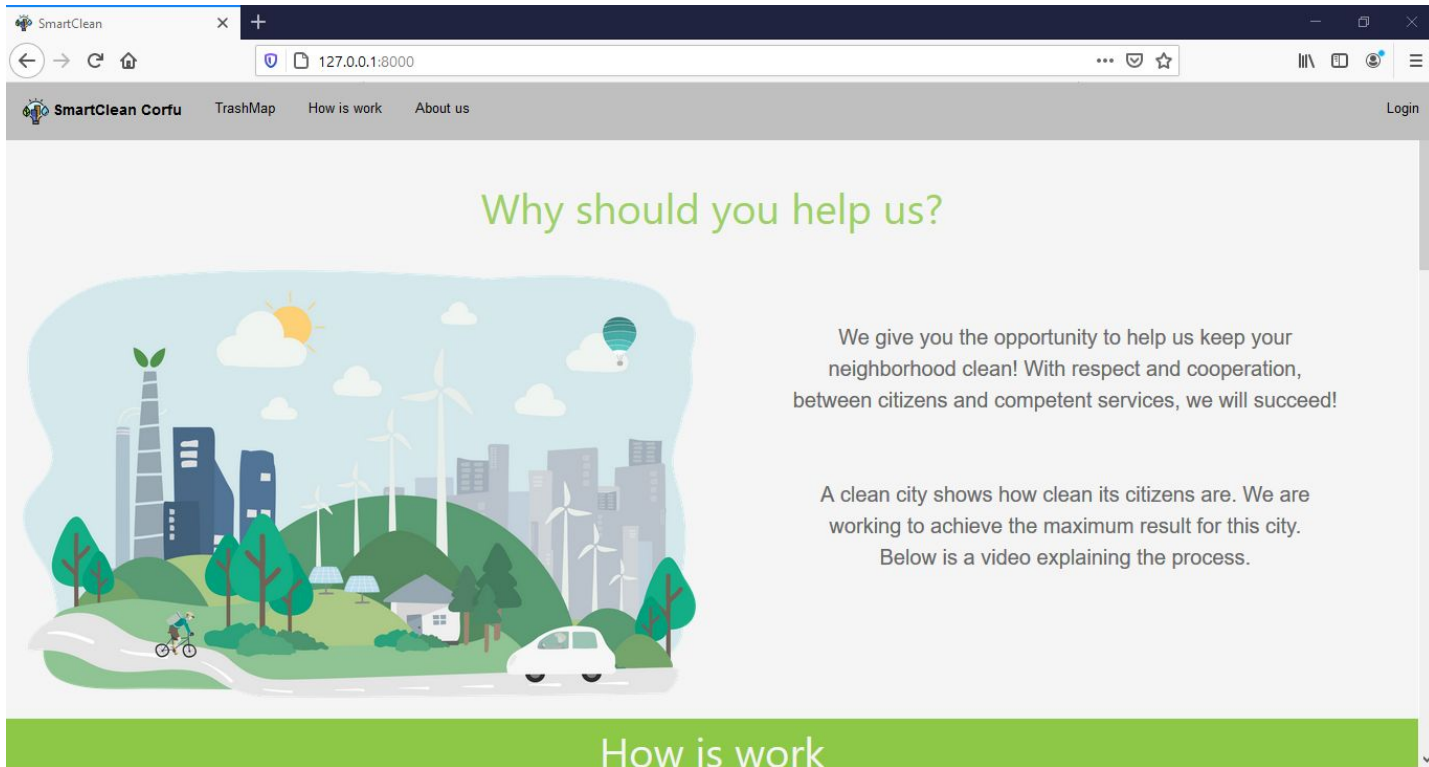 SmartClean
127.0.0.1:8000
SmartClean Corfu TrashMap How is work About us Login
Why should you help us?
We give you the opportunity to help us keep your
neighborhood clean! With respect and cooperation,
between citizens and competent services, we will succeed!
A clean city shows how clean its citizens are. We are
working to achieve the maximum result for this city.
Below is a video explaining the process.
How is work